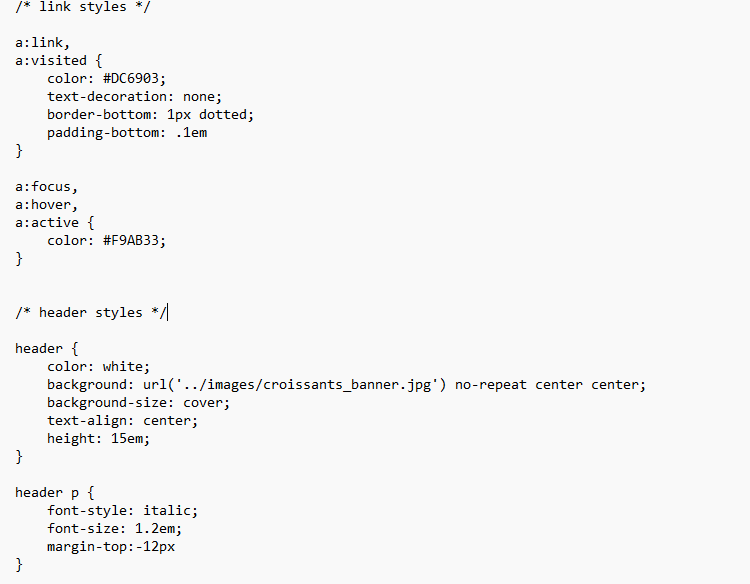 /* link styles */

a:link,
a:visited {
    color: #DC6903;
    text-decoration: none;
    border-bottom: 1px dotted;
    padding-bottom: .1em
}

a:focus,
a:hover,
a:active {
    color: #F9AB33;
}


/* header styles */

header {
    color: white;
    background: url('../images/croissants_banner.jpg') no-repeat center center;
    background-size: cover;
    text-align: center;
    height: 15em;
}

header p {
    font-style: italic;
    font-size: 1.2em;
    margin-top:-12px
}